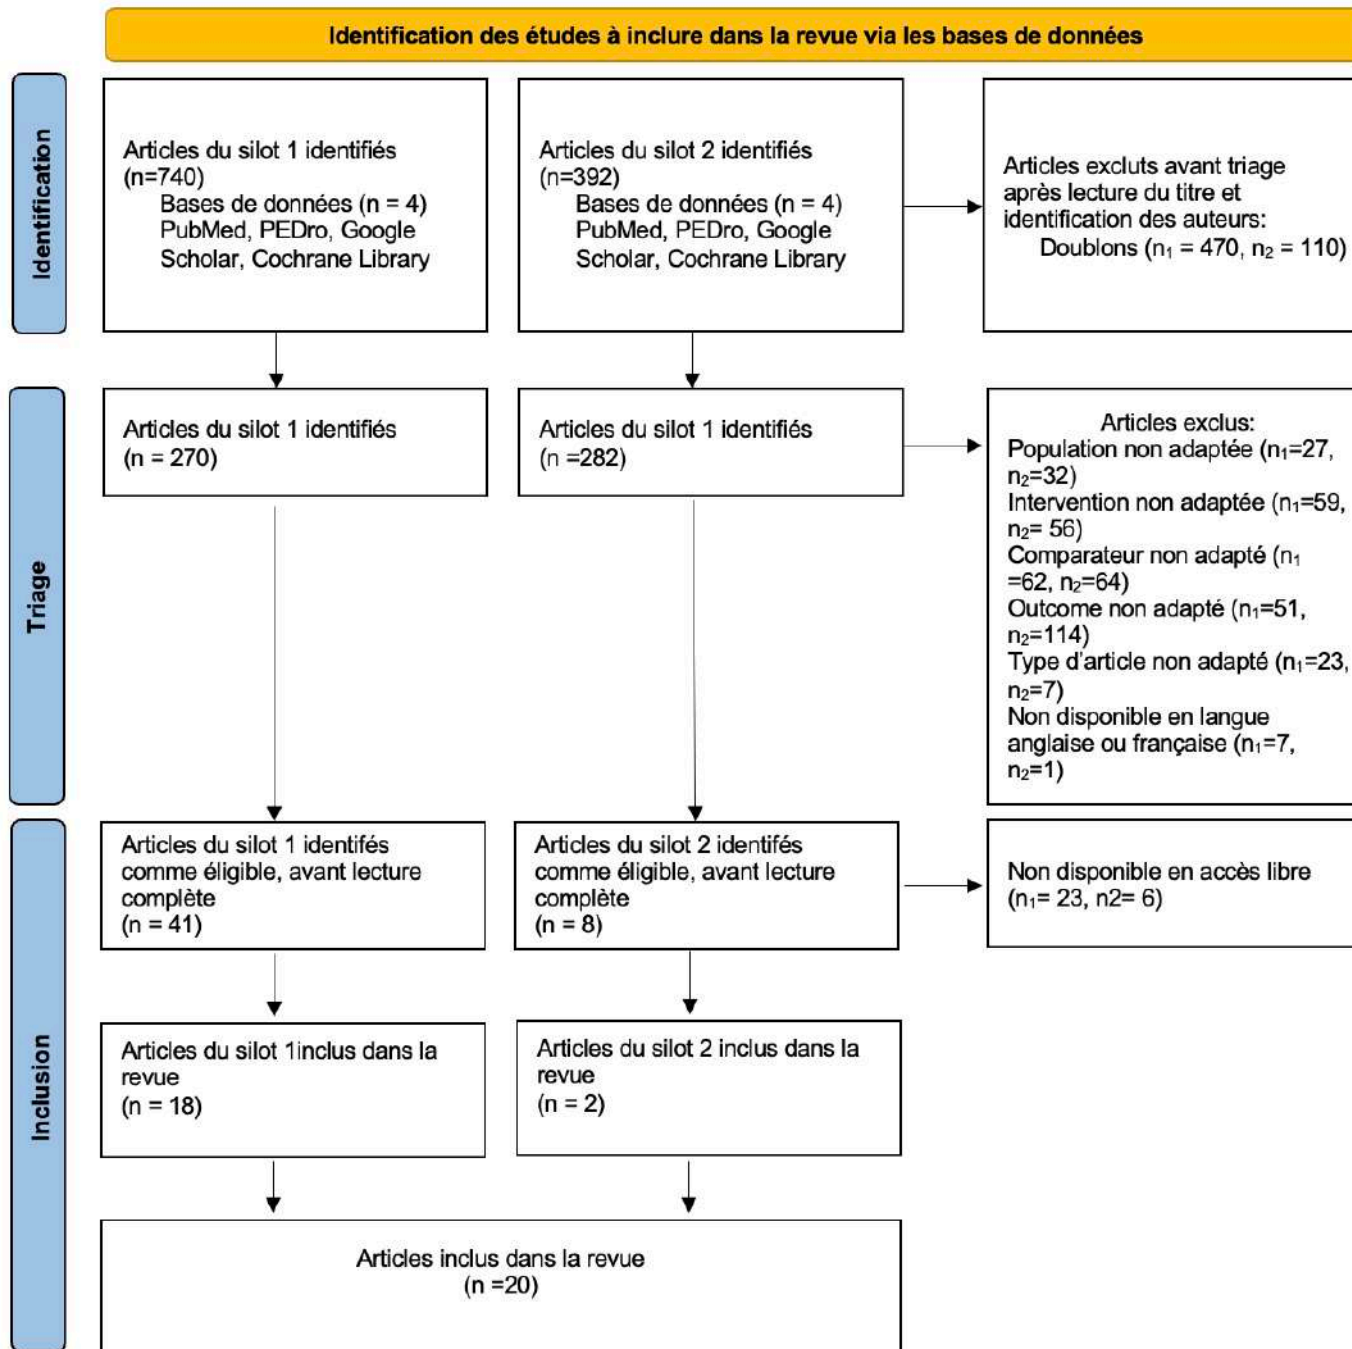 Identification des études à inclure dans la revue via les bases de données
Identification
Articles du silot 1 identifiés
(n=740)
Bases de données (n = 4)
PubMed, PEDro, Google
Scholar, Cochrane Library
Articles du silot 2 identifiés
(n=392)
Bases de données (n = 4)
PubMed, PEDro, Google
Scholar, Cochrane Library
Articles excluts avant triage
après lecture du titre et
identification des auteurs:
Doublons (n₁ = 470, n₂ = 110)
Triage
Articles du silot 1 identifiés
(n = 270)
Articles du silot 1 identifiés
(n =282)
Articles exclus:
Population non adaptée (n₁=27,
n₂=32)
Intervention non adaptée (n₁=59,
n₂= 56)
Comparateur non adapté (n₁
=62, n₂=64)
Outcome non adapté (n₁=51,
n₂=114)
Type d'article non adapté (n₁=23,
n₂=7)
Non disponible en langue
anglaise ou française (n₁=7,
n₂=1)
Inclusion
Articles du silot 1 identifés
comme éligible, avant lecture
complète
(n = 41)
Articles du silot 2 identifés
comme éligible, avant lecture
complète
(n = 8)
Non disponible en accès libre
(n₁= 23, n2= 6)
Articles du silot 1inclus dans la
revue
(n = 18)
Articles du silot 2 inclus dans la
revue
(n = 2)
Articles inclus dans la revue
(n =20)